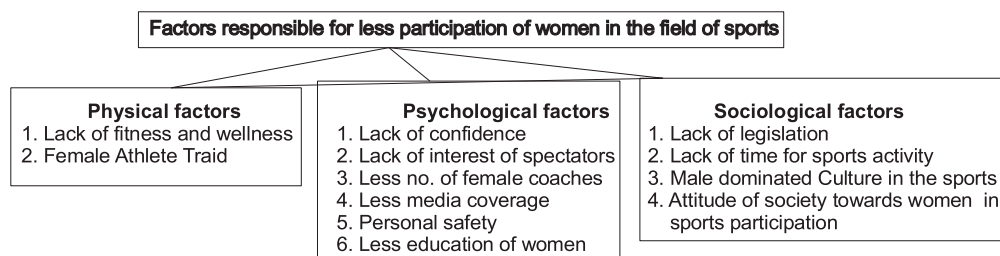 Factors responsible for less participation of women in the field of sports
Physical factors
1. Lack of fitness and wellness
2. Female Athlete Traid
Psychological factors
1. Lack of confidence
2. Lack of interest of spectators
3. Less no. of female coaches
4. Less media coverage
5. Personal safety
6. Less education of women
Sociological factors
1. Lack of legislation
2. Lack of time for sports activity
3. Male dominated Culture in the sports
4. Attitude of society towards women in
sports participation